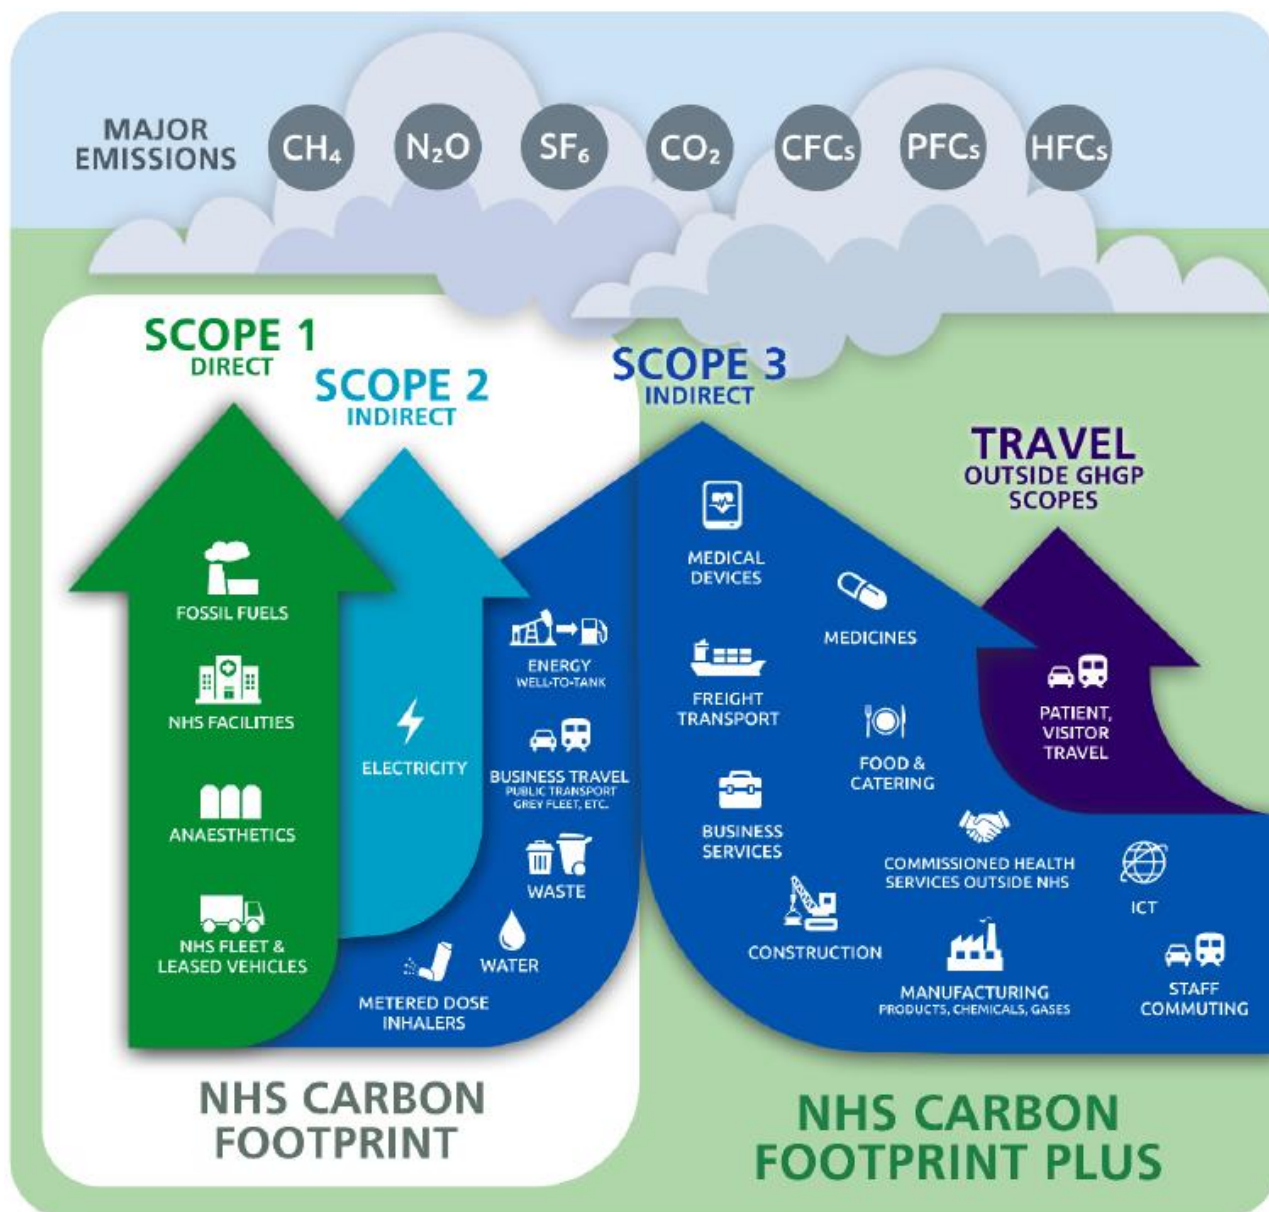 MAJOR
EMISSIONS
CH₄
N₂O
SF₆
CO₂
CFCs
PFCs
HFCs
SCOPE 1
DIRECT
SCOPE 2
INDIRECT
SCOPE 3
INDIRECT
TRAVEL
OUTSIDE GHGP
SCOPES
FOSSIL FUELS
NHS FACILITIES
ANAESTHETICS
NHS FLEET &
LEASED VEHICLES
ELECTRICITY
ENERGY
WELL-TO-TANK
BUSINESS TRAVEL
PUBLIC TRANSPORT
GREY FLEET, ETC.
WASTE
WATER
METERED DOSE
INHALERS
MEDICAL
DEVICES
MEDICINES
FREIGHT
TRANSPORT
FOOD &
CATERING
BUSINESS
SERVICES
COMMISSIONED HEALTH
SERVICES OUTSIDE NHS
CONSTRUCTION
MANUFACTURING
PRODUCTS, CHEMICALS, GASES
ICT
STAFF
COMMUTING
PATIENT,
VISITOR
TRAVEL
NHS CARBON
FOOTPRINT
NHS CARBON
FOOTPRINT PLUS